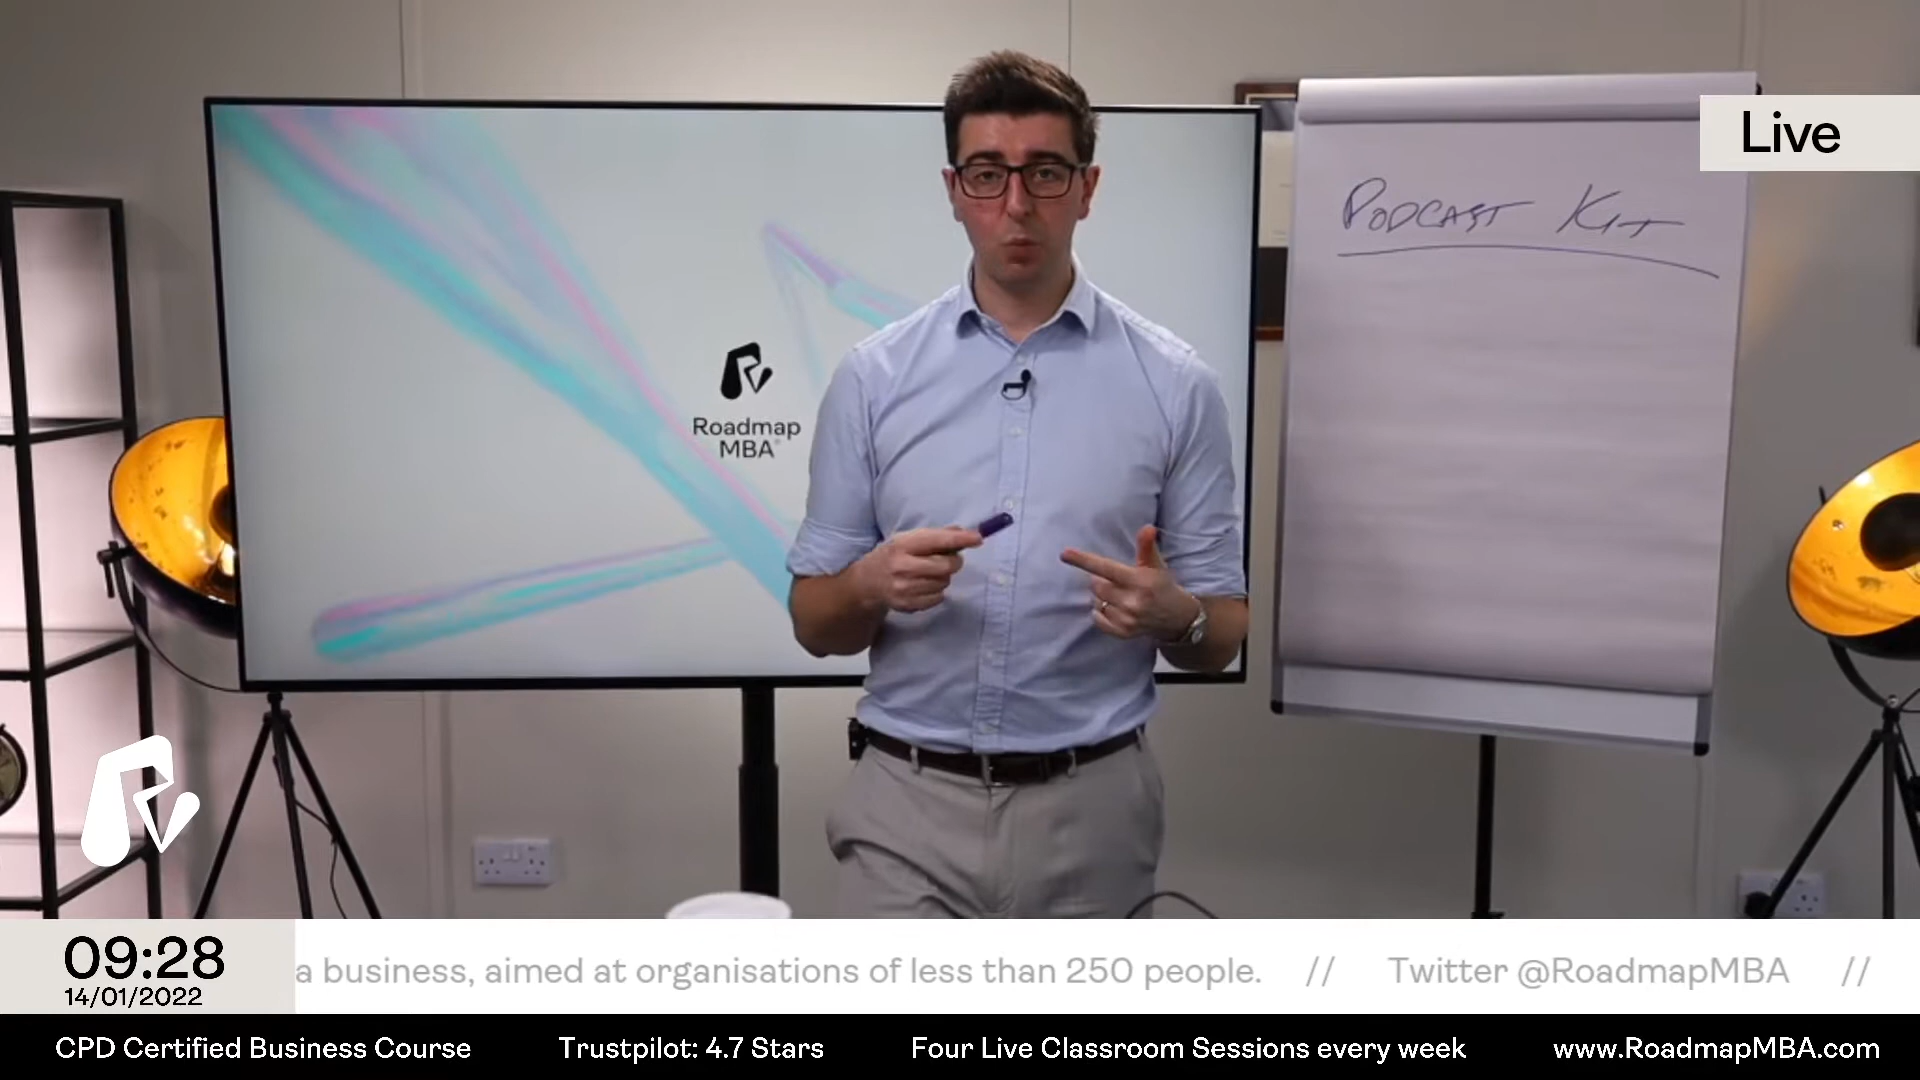 Live
PODCAST KIT
Roadmap
MBA
09:28
14/01/2022
a business, aimed at organisations of less than 250 people. // Twitter @RoadmapMBA //
CPD Certified Business Course Trustpilot: 4.7 Stars Four Live Classroom Sessions every week www.RoadmapMBA.com